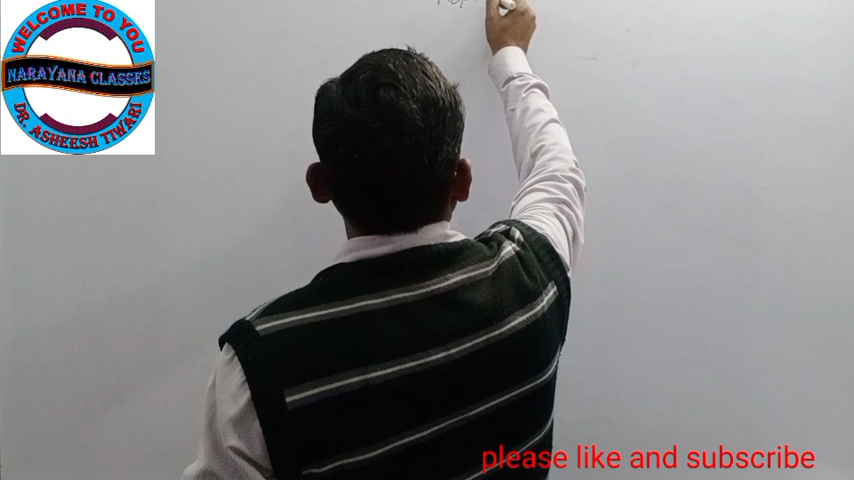 WELCOME TO YOU
NARAYANA CLASSES
DR. ASHEESH TIWARI
please like and subscribe